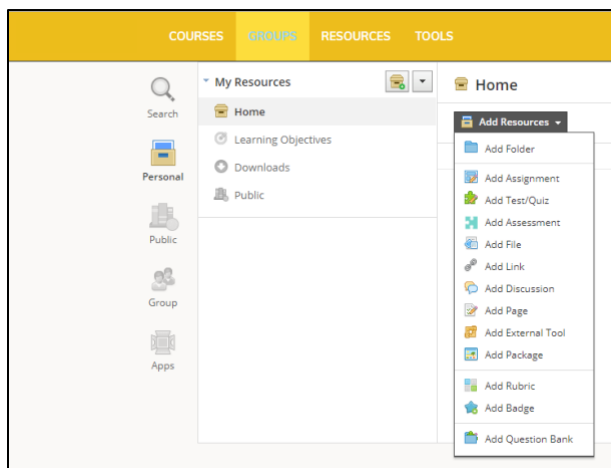 COURSES GROUPS RESOURCES TOOLS
Search
Personal
Public
Group
Apps
My Resources
Home
Learning Objectives
Downloads
Public
Home
Add Resources
Add Folder
Add Assignment
Add Test/Quiz
Add Assessment
Add File
Add Link
Add Discussion
Add Page
Add External Tool
Add Package
Add Rubric
Add Badge
Add Question Bank